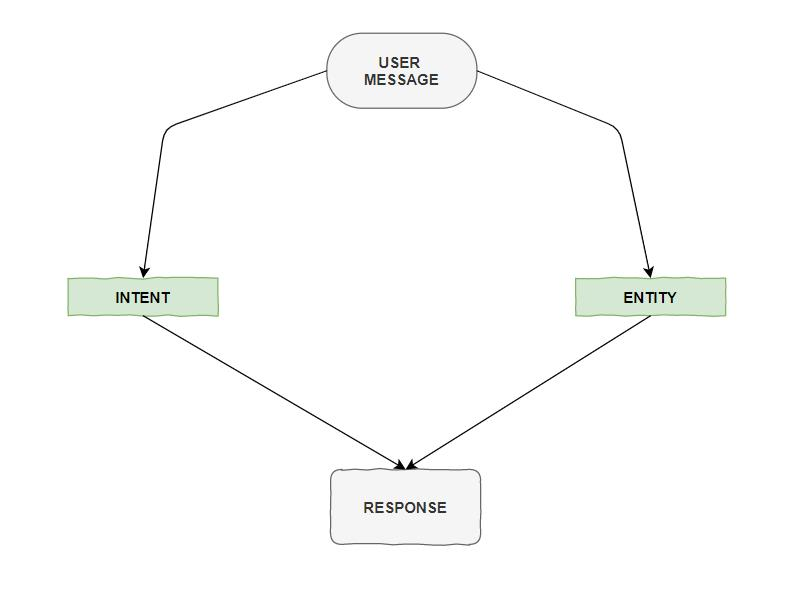 USER
MESSAGE
INTENT
ENTITY
RESPONSE